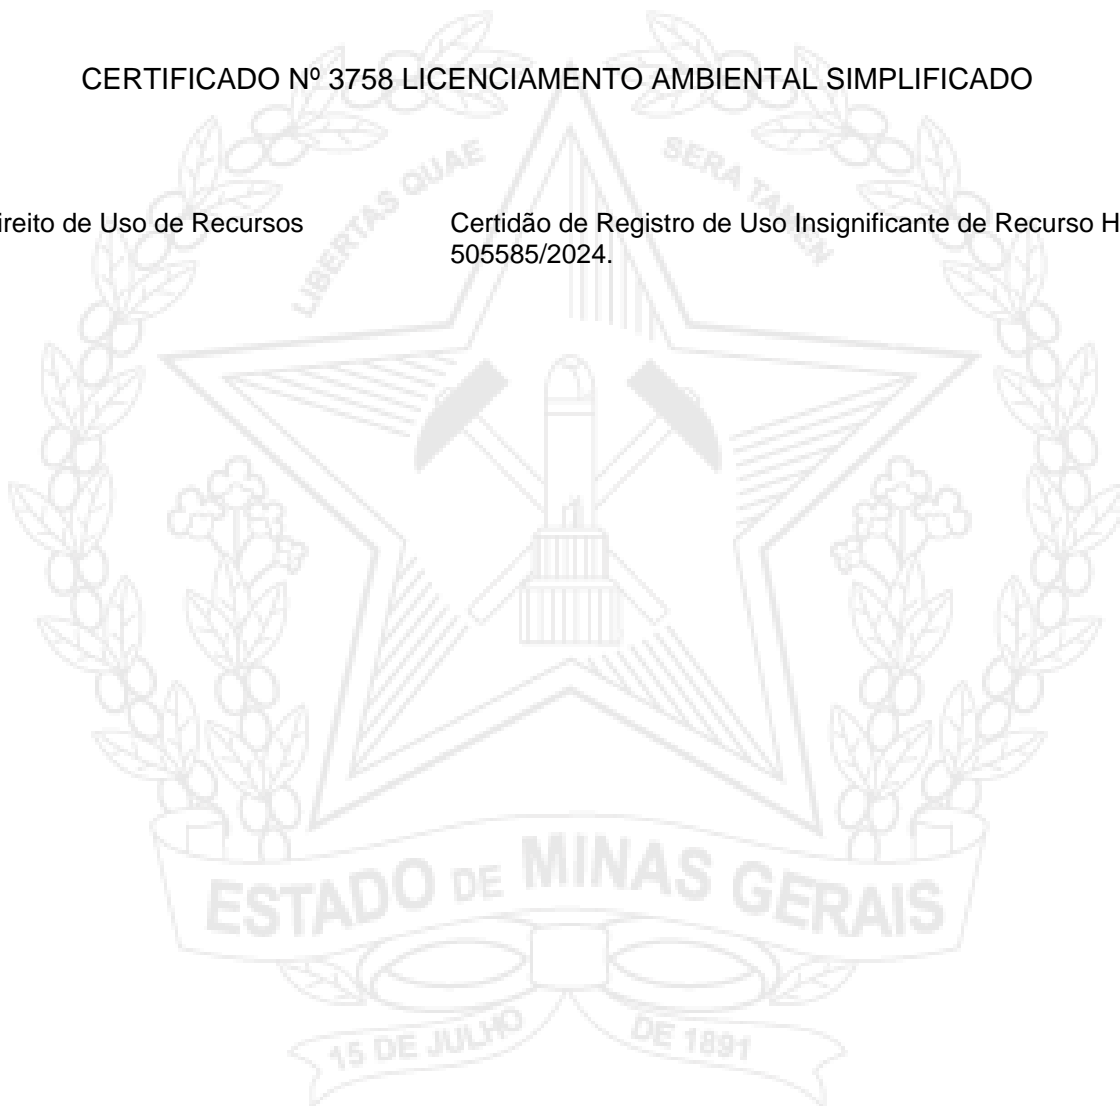 CERTIFICADO Nº 3758 LICENCIAMENTO AMBIENTAL SIMPLIFICADO
LIBERTAS QUAE SERA TAMEN
ireito de Uso de Recursos
Certidão de Registro de Uso Insignificante de Recurso H
505585/2024.
ESTADO DE MINAS GERAIS
15 DE JULHO DE 1891